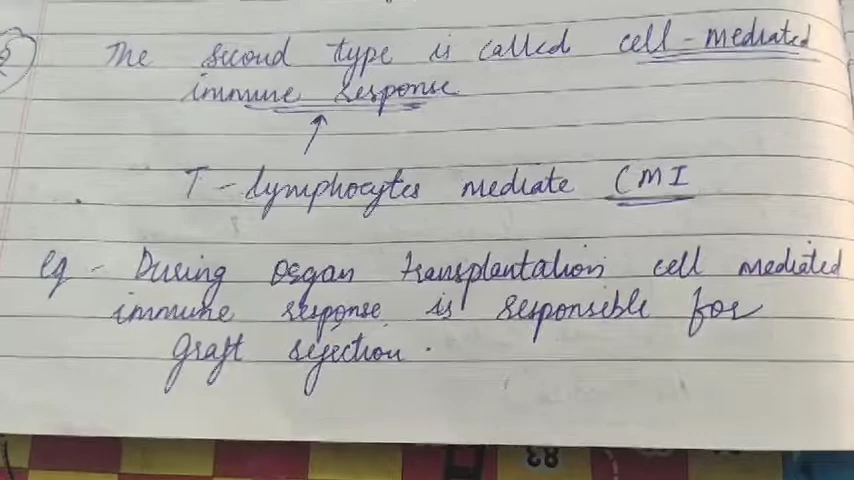 The second type is called cell-mediated
immune response
T-lymphocytes mediate CMI
eg - During organ transplantation cell mediated
immune response is responsible for
graft rejection.
83